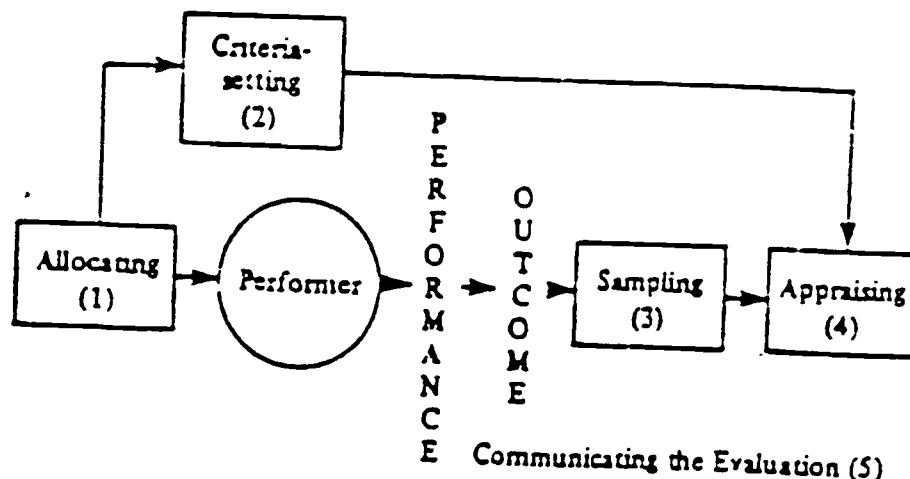 Criteria-
setting
(2)
PERFORMANCE
OUTCOME
Allocating
(1)
Performer
Sampling
(3)
Appraising
(4)
Communicating the Evaluation (5)